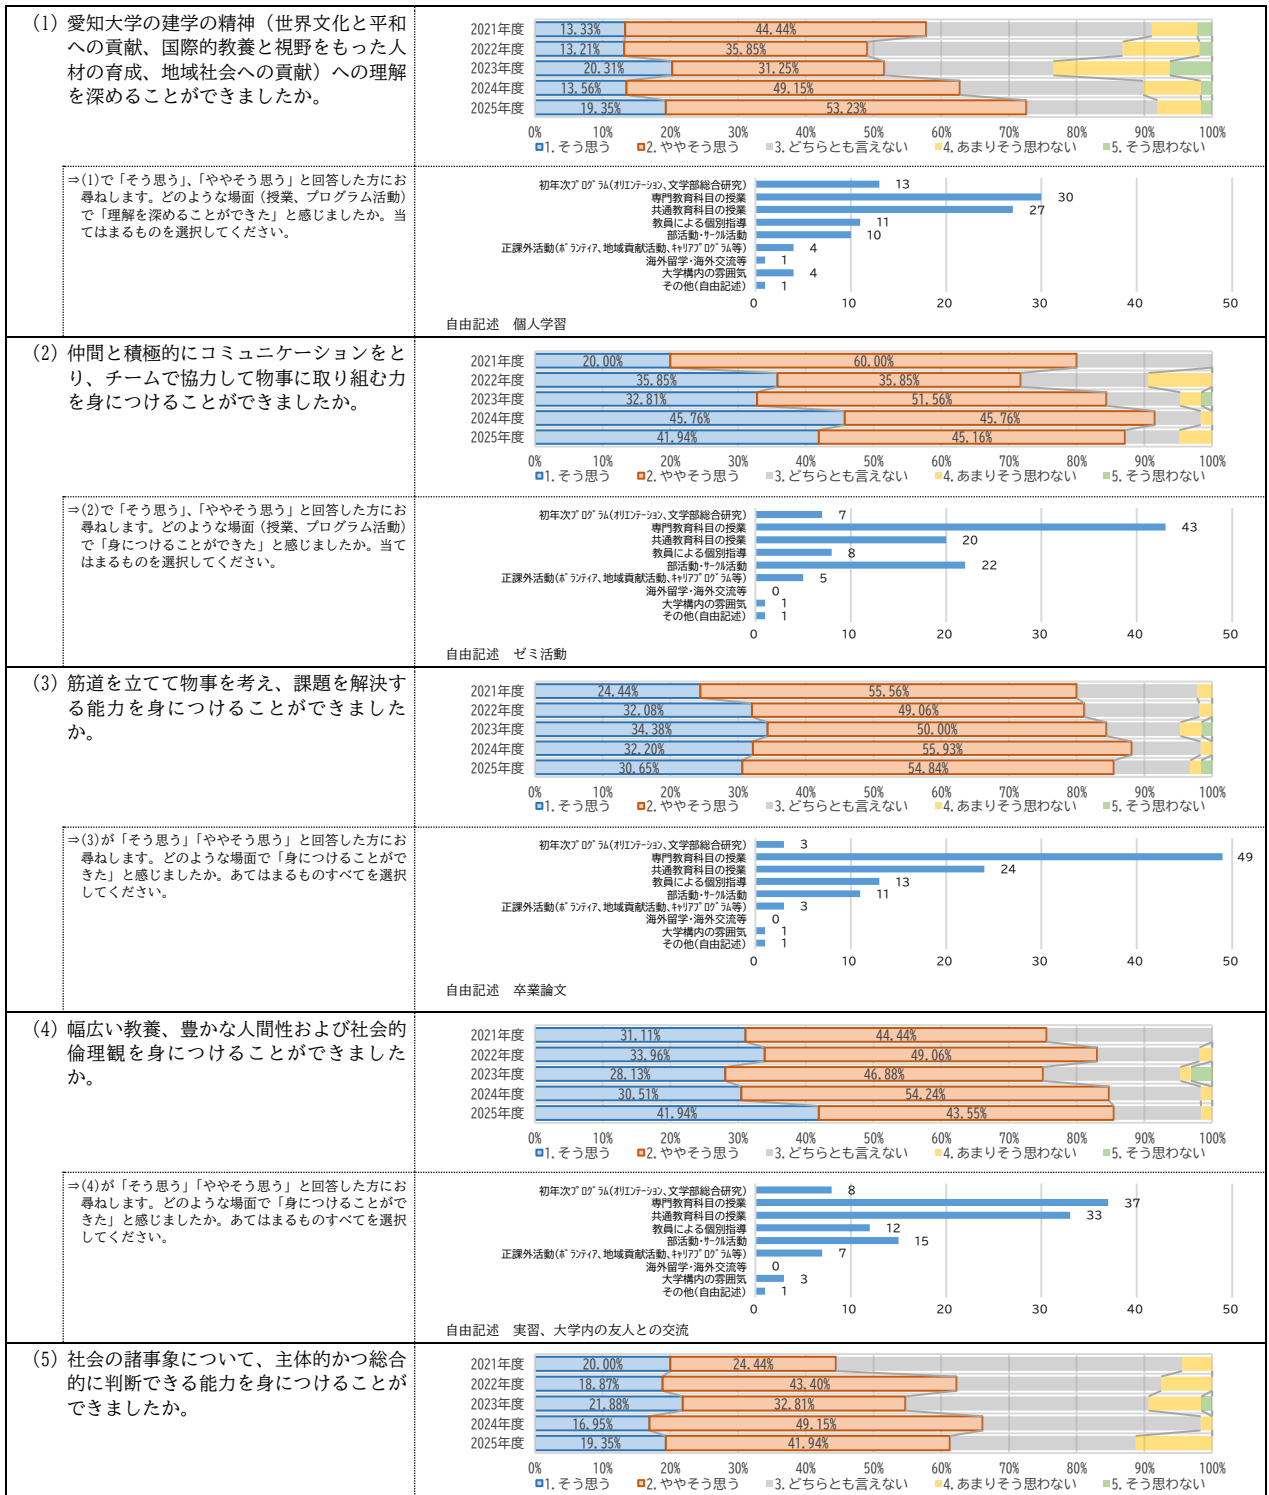 (1) 愛知大学の建学の精神（世界文化と平和
への貢献、国際的教養と視野をもった人
材の育成、地域社会への貢献）への理解
を深めることができましたか。
2021年度 13.33% 44.44%
2022年度 13.21% 35.85%
2023年度 20.31% 31.25%
2024年度 13.56% 49.15%
2025年度 19.35% 53.23%
0% 10% 20% 30% 40% 50% 60% 70% 80% 90% 100%
1.そう思う 2.ややそう思う 3.どちらとも言えない 4.あまりそう思わない 5.そう思わない
⇒(1)で「そう思う」、「ややそう思う」と回答した方にお
尋ねします。どのような場面（授業、プログラム活動）
で「理解を深めることができた」と感じましたか。当
てはまるものを選択してください。
初年次ﾌﾟﾛｸﾞﾗﾑ(ｵﾘｴﾝﾃｰｼｮﾝ、文学部総合研究) 13
専門教育科目の授業 30
共通教育科目の授業 27
教員による個別指導 11
部活動・ｻｰｸﾙ活動 10
正課外活動(ﾎﾞﾗﾝﾃｨｱ、地域貢献活動、ｷｬﾘｱﾌﾟﾛｸﾞﾗﾑ等) 4
海外留学・海外交流等 1
大学構内の雰囲気 4
その他(自由記述) 1
0 10 20 30 40 50
自由記述 個人学習
(2) 仲間と積極的にコミュニケーションをと
り、チームで協力して物事に取り組む力
を身につけることができましたか。
2021年度 20.00% 60.00%
2022年度 35.85% 35.85%
2023年度 32.81% 51.56%
2024年度 45.76% 45.76%
2025年度 41.94% 45.16%
0% 10% 20% 30% 40% 50% 60% 70% 80% 90% 100%
1.そう思う 2.ややそう思う 3.どちらとも言えない 4.あまりそう思わない 5.そう思わない
⇒(2)で「そう思う」、「ややそう思う」と回答した方にお
尋ねします。どのような場面（授業、プログラム活動）
で「身につけることができた」と感じましたか。当て
はまるものを選択してください。
初年次ﾌﾟﾛｸﾞﾗﾑ(ｵﾘｴﾝﾃｰｼｮﾝ、文学部総合研究) 7
専門教育科目の授業 43
共通教育科目の授業 20
教員による個別指導 8
部活動・ｻｰｸﾙ活動 22
正課外活動(ﾎﾞﾗﾝﾃｨｱ、地域貢献活動、ｷｬﾘｱﾌﾟﾛｸﾞﾗﾑ等) 5
海外留学・海外交流等 0
大学構内の雰囲気 1
その他(自由記述) 1
0 10 20 30 40 50
自由記述 ゼミ活動
(3) 筋道を立てて物事を考え、課題を解決す
る能力を身につけることができました
か。
2021年度 24.44% 55.56%
2022年度 32.08% 49.06%
2023年度 34.38% 50.00%
2024年度 32.20% 55.93%
2025年度 30.65% 54.84%
0% 10% 20% 30% 40% 50% 60% 70% 80% 90% 100%
1.そう思う 2.ややそう思う 3.どちらとも言えない 4.あまりそう思わない 5.そう思わない
⇒(3)が「そう思う」「ややそう思う」と回答した方にお
尋ねします。どのような場面で「身につけることがで
きた」と感じましたか。あてはまるものすべてを選択
してください。
初年次ﾌﾟﾛｸﾞﾗﾑ(ｵﾘｴﾝﾃｰｼｮﾝ、文学部総合研究) 3
専門教育科目の授業 49
共通教育科目の授業 24
教員による個別指導 13
部活動・ｻｰｸﾙ活動 11
正課外活動(ﾎﾞﾗﾝﾃｨｱ、地域貢献活動、ｷｬﾘｱﾌﾟﾛｸﾞﾗﾑ等) 3
海外留学・海外交流等 0
大学構内の雰囲気 1
その他(自由記述) 1
0 10 20 30 40 50
自由記述 卒業論文
(4) 幅広い教養、豊かな人間性および社会的
倫理観を身につけることができました
か。
2021年度 31.11% 44.44%
2022年度 33.96% 49.06%
2023年度 28.13% 46.88%
2024年度 30.51% 54.24%
2025年度 41.94% 43.55%
0% 10% 20% 30% 40% 50% 60% 70% 80% 90% 100%
1.そう思う 2.ややそう思う 3.どちらとも言えない 4.あまりそう思わない 5.そう思わない
⇒(4)が「そう思う」「ややそう思う」と回答した方にお
尋ねします。どのような場面で「身につけることがで
きた」と感じましたか。あてはまるものすべてを選択
してください。
初年次ﾌﾟﾛｸﾞﾗﾑ(ｵﾘｴﾝﾃｰｼｮﾝ、文学部総合研究) 8
専門教育科目の授業 37
共通教育科目の授業 33
教員による個別指導 12
部活動・ｻｰｸﾙ活動 15
正課外活動(ﾎﾞﾗﾝﾃｨｱ、地域貢献活動、ｷｬﾘｱﾌﾟﾛｸﾞﾗﾑ等) 7
海外留学・海外交流等 0
大学構内の雰囲気 3
その他(自由記述) 1
0 10 20 30 40 50
自由記述 実習、大学内の友人との交流
(5) 社会の諸事象について、主体的かつ総合
的に判断できる能力を身につけることが
できましたか。
2021年度 20.00% 24.44%
2022年度 18.87% 43.40%
2023年度 21.88% 32.81%
2024年度 16.95% 49.15%
2025年度 19.35% 41.94%
0% 10% 20% 30% 40% 50% 60% 70% 80% 90% 100%
1.そう思う 2.ややそう思う 3.どちらとも言えない 4.あまりそう思わない 5.そう思わない